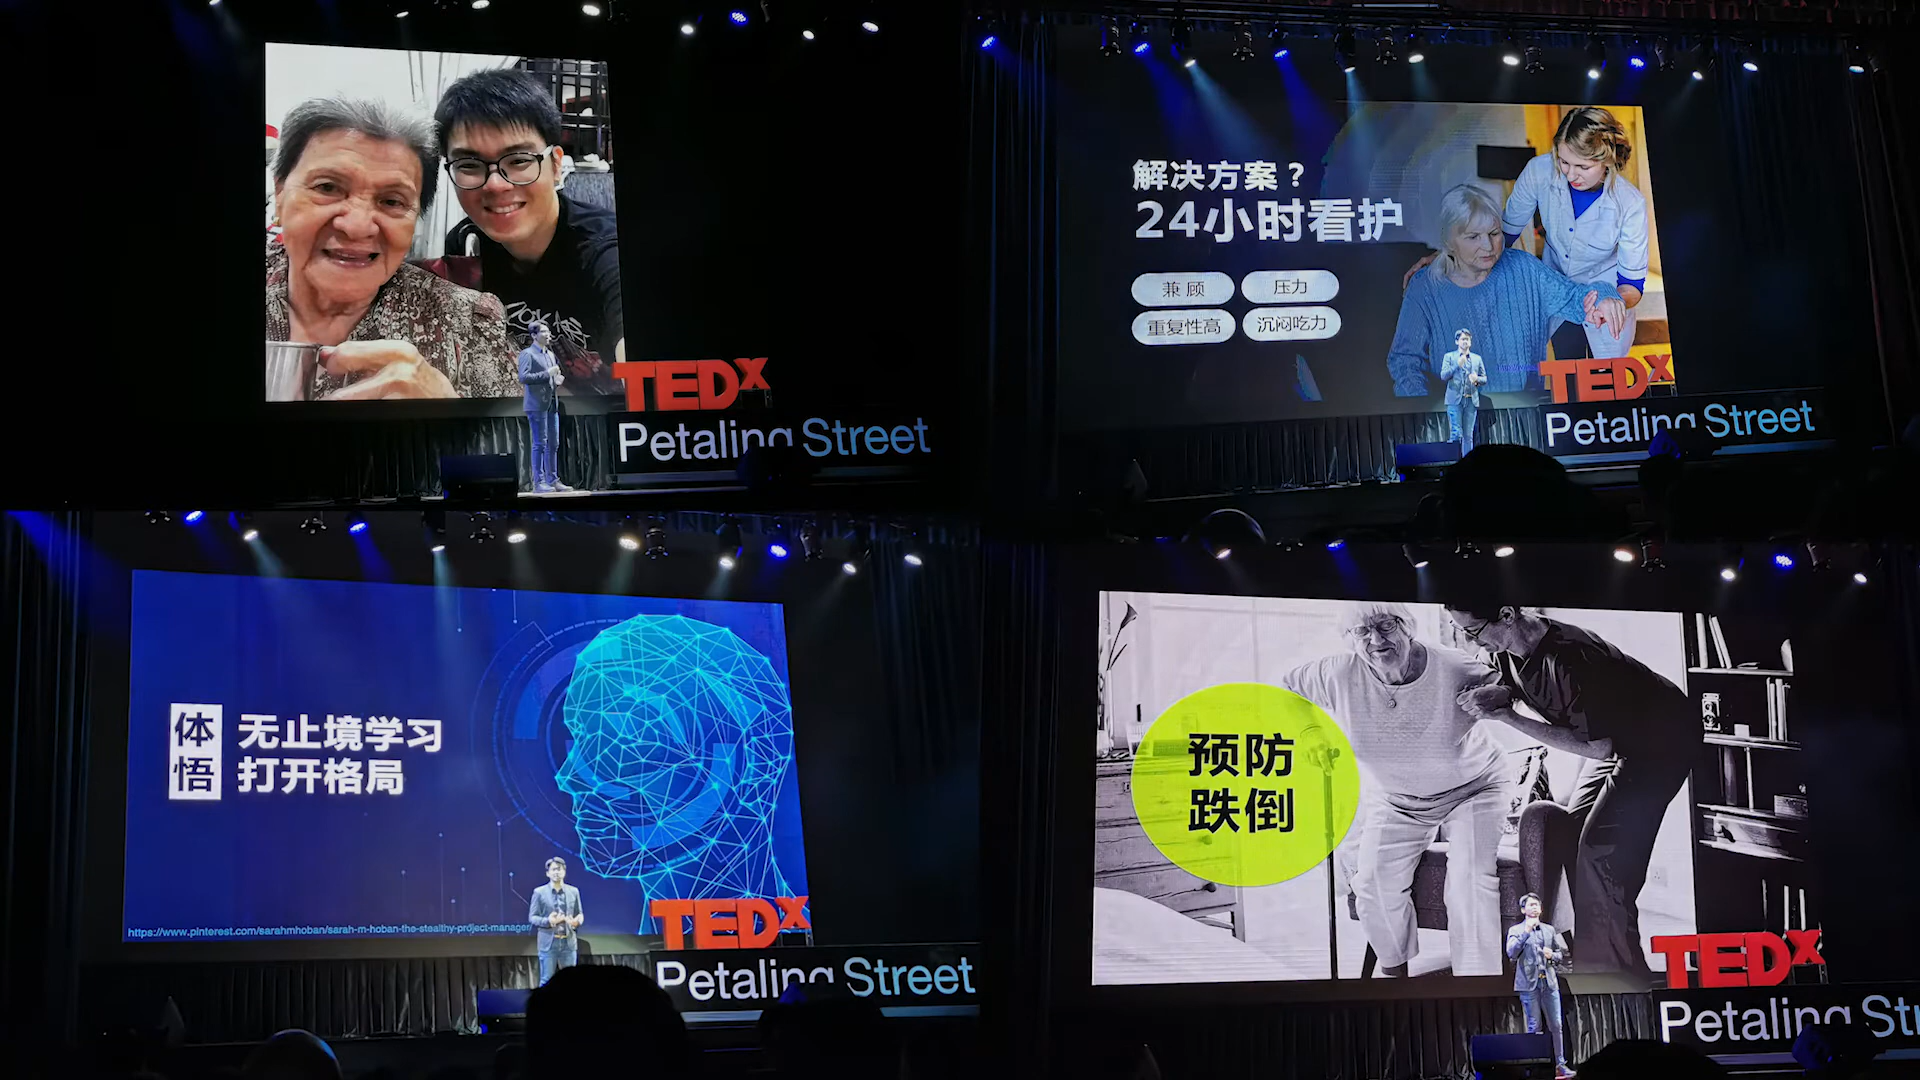 TEDx
Petaling Street
解决方案？
24小时看护
兼 顾
压力
重复性高
沉闷吃力
TEDx
Petaling Street
体悟
无止境学习
打开格局
https://www.pinterest.com/sarahmhoban/sarah-m-hoban-the-stealthy-project-manager/
TEDx
Petaling Street
预防
跌倒
TEDx
Petaling Str